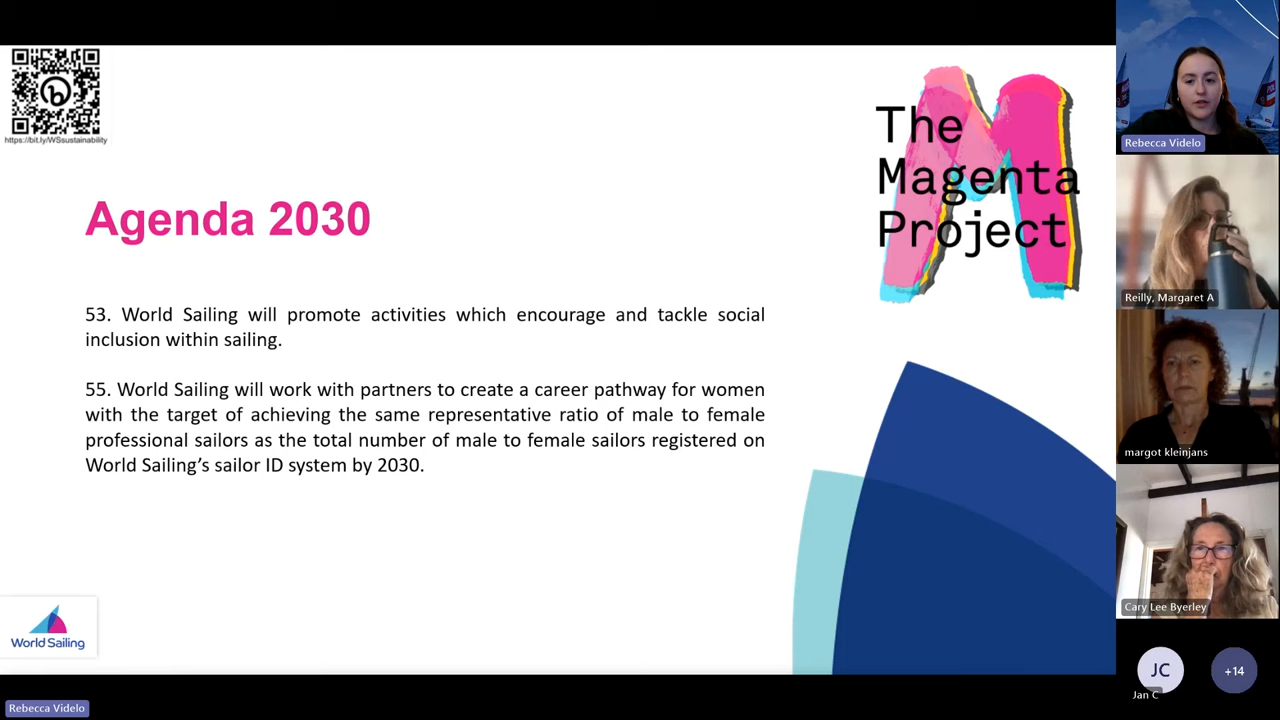 https://bit.ly/WSsustainability
The
Magenta
Project
Agenda 2030
53. World Sailing will promote activities which encourage and tackle social
inclusion within sailing.
55. World Sailing will work with partners to create a career pathway for women
with the target of achieving the same representative ratio of male to female
professional sailors as the total number of male to female sailors registered on
World Sailing’s sailor ID system by 2030.
World Sailing
Rebecca Videlo
Rebecca Videlo
Reilly, Margaret A
margot kleinjans
Cary Lee Byerley
JC
Jan C
+14